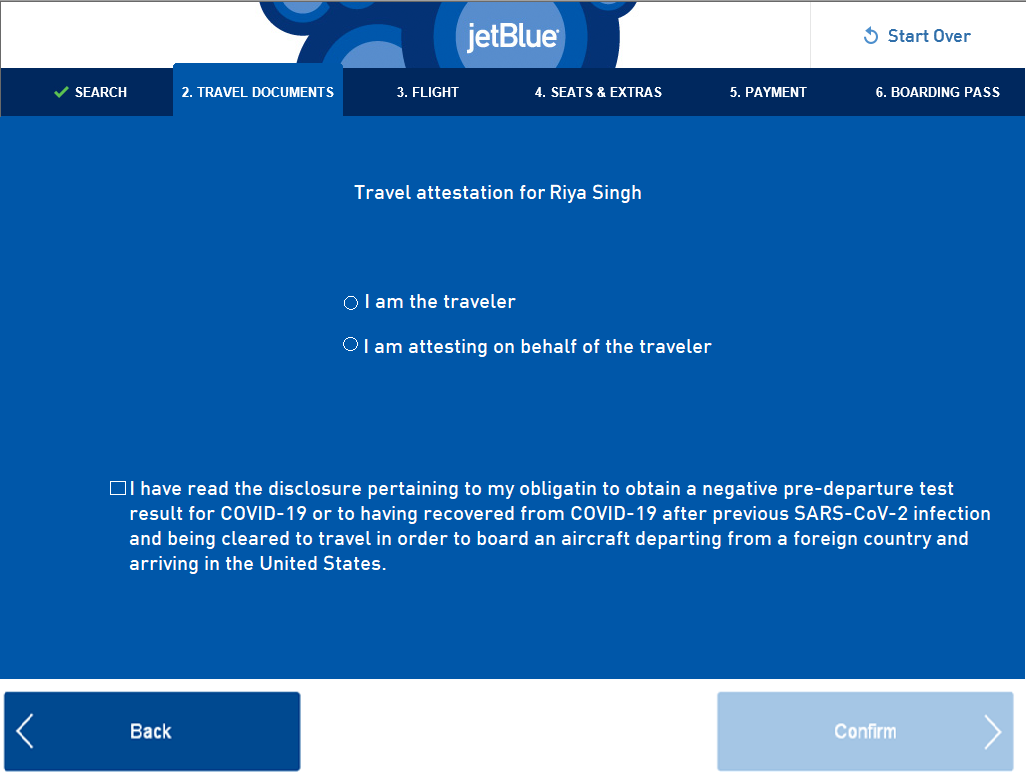 jetBlue
Start Over
SEARCH
2. TRAVEL DOCUMENTS
3. FLIGHT
4. SEATS & EXTRAS
5. PAYMENT
6. BOARDING PASS
Travel attestation for Riya Singh
I am the traveler
I am attesting on behalf of the traveler
I have read the disclosure pertaining to my obligatin to obtain a negative pre-departure test
result for COVID-19 or to having recovered from COVID-19 after previous SARS-CoV-2 infection
and being cleared to travel in order to board an aircraft departing from a foreign country and
arriving in the United States.
Back
Confirm